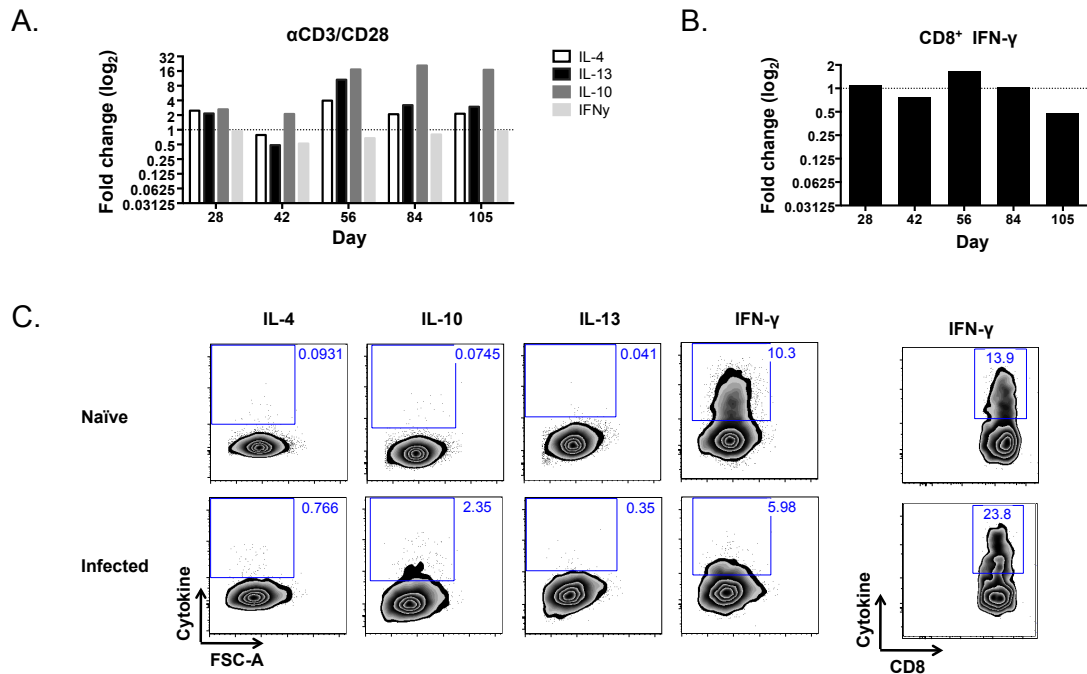 A.
αCD3/CD28
Fold change (log2)
32
16
8
4
2
1
0.5
0.25
0.125
0.0625
0.03125
28 42 56 84 105
Day
IL-4
IL-13
IL-10
IFNy
B.
CD8+ IFN-γ
Fold change (log2)
2
1
0.5
0.25
0.125
0.0625
0.03125
28 42 56 84 105
Day
C.
IL-4 IL-10 IL-13 IFN-γ IFN-γ
Naïve
0.0931 0.0745 0.041 10.3 13.9
Infected
0.766 2.35 0.35 5.98 23.8
Cytokine
FSC-A
Cytokine
CD8